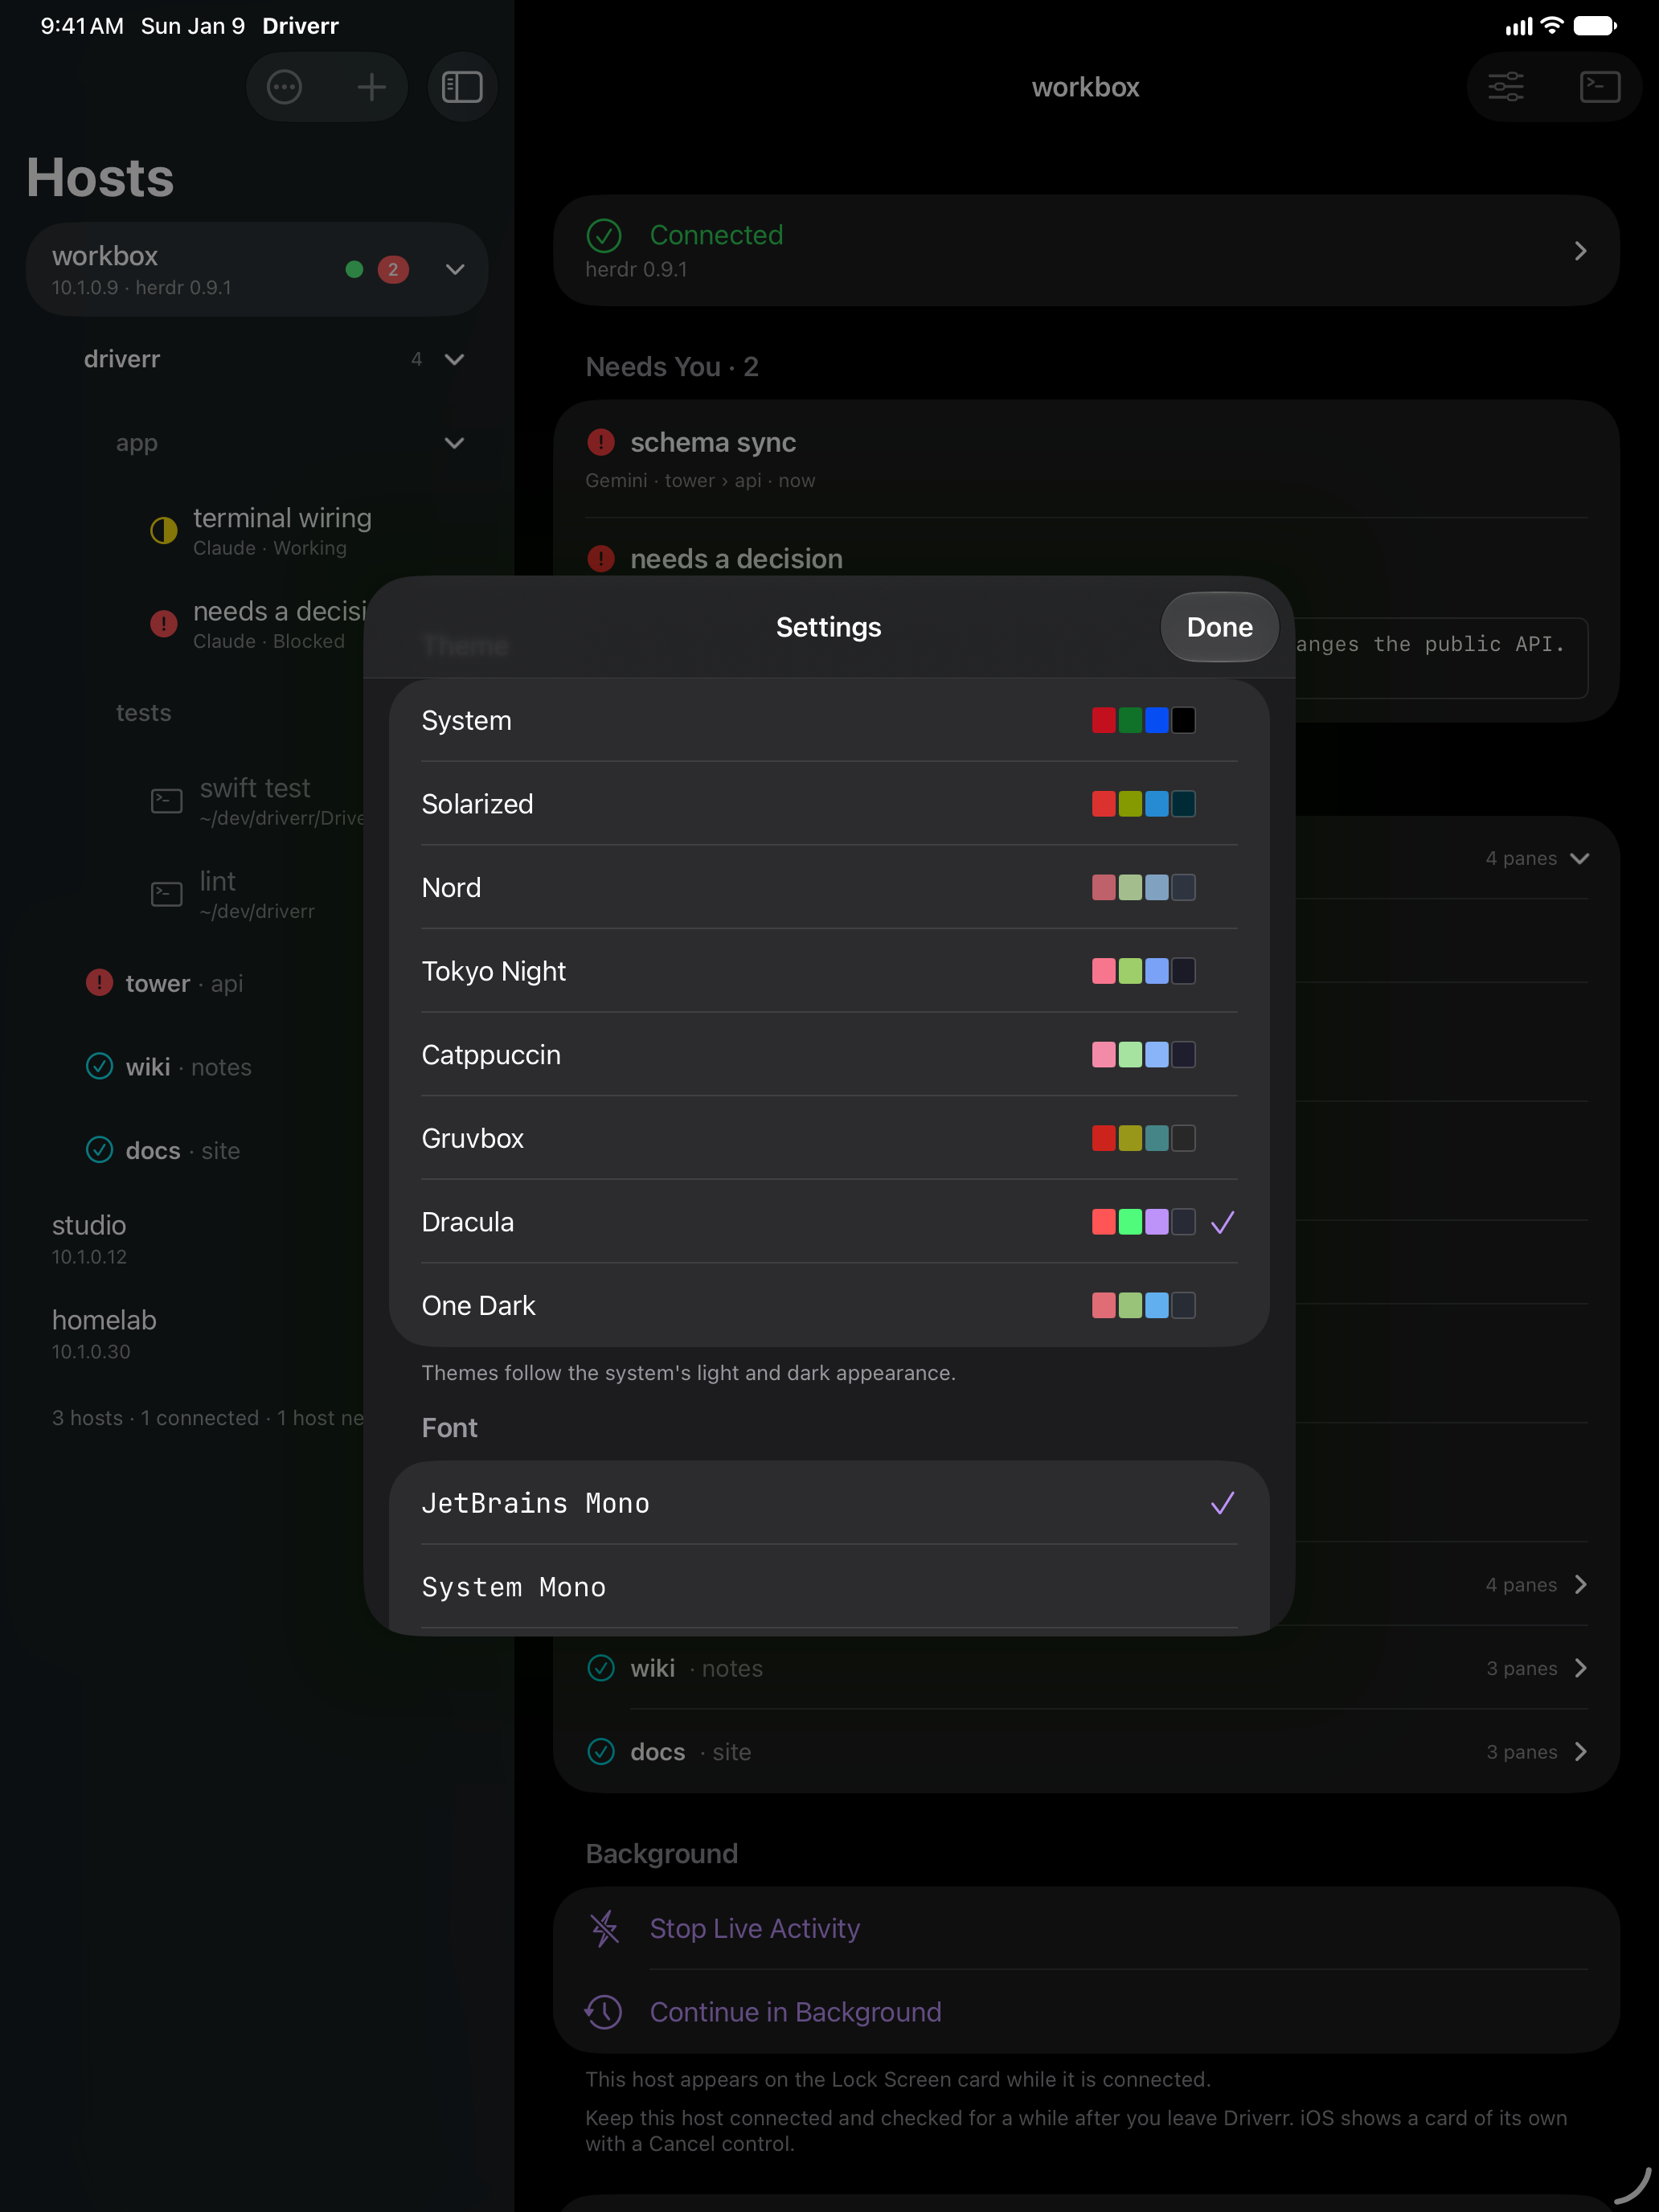 9:41 AM Sun Jan 9 Driverr
Hosts
workbox
10.1.0.9 · herdr 0.9.1
2
driverr
4
app
terminal wiring
Claude · Working
needs a decisi
Claude · Blocked
tests
swift test
~/dev/driverr/Drive
lint
~/dev/driverr
tower · api
wiki · notes
docs · site
studio
10.1.0.12
homelab
10.1.0.30
3 hosts · 1 connected · 1 host ne
workbox
Connected
herdr 0.9.1
Needs You · 2
schema sync
Gemini · tower › api · now
needs a decision
anges the public API.
4 panes
Settings
Done
Theme
System
Solarized
Nord
Tokyo Night
Catppuccin
Gruvbox
Dracula
One Dark
Themes follow the system's light and dark appearance.
Font
JetBrains Mono
System Mono
4 panes
wiki · notes
3 panes
docs · site
3 panes
Background
Stop Live Activity
Continue in Background
This host appears on the Lock Screen card while it is connected.
Keep this host connected and checked for a while after you leave Driverr. iOS shows a card of its own
with a Cancel control.